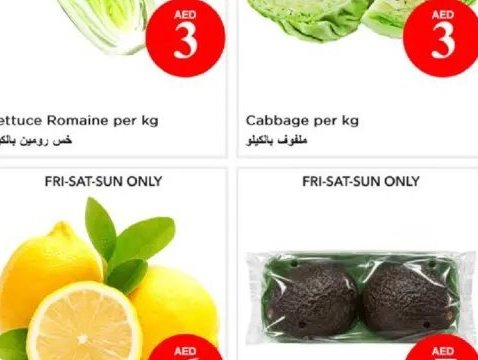 AED
3
AED
3
ettuce Romaine per kg
Cabbage per kg
خس رومين بالكي
ملفوف بالكيلو
FRI-SAT-SUN ONLY
FRI-SAT-SUN ONLY
AED
AED